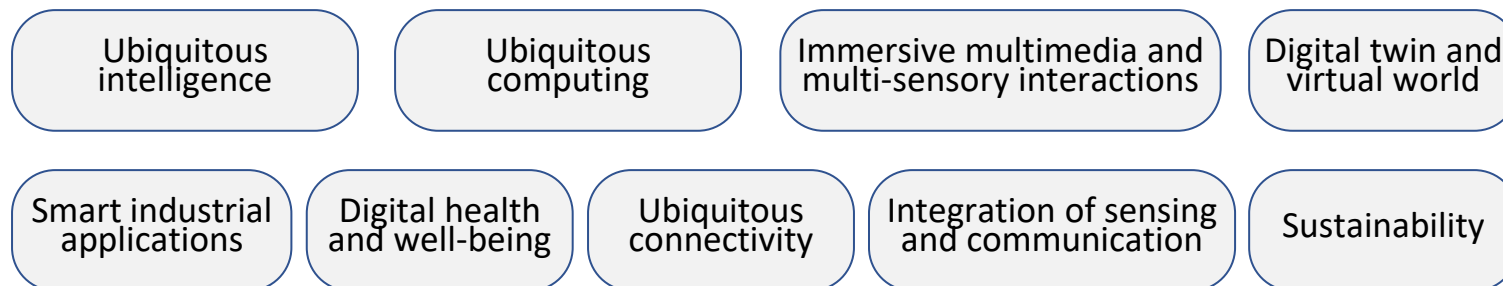 Ubiquitous
intelligence
Ubiquitous
computing
Immersive multimedia and
multi-sensory interactions
Digital twin and
virtual world
Smart industrial
applications
Digital health
and well-being
Ubiquitous
connectivity
Integration of sensing
and communication
Sustainability